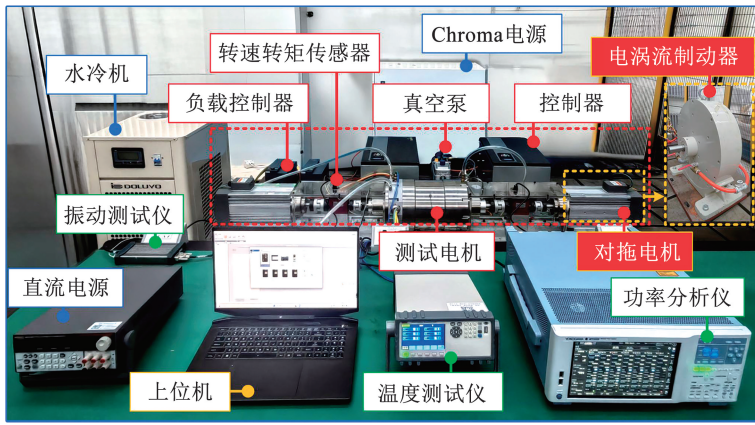 Chroma电源
转速转矩传感器
电涡流制动器
水冷机
负载控制器
真空泵
控制器
振动测试仪
测试电机
对拖电机
直流电源
功率分析仪
上位机
温度测试仪